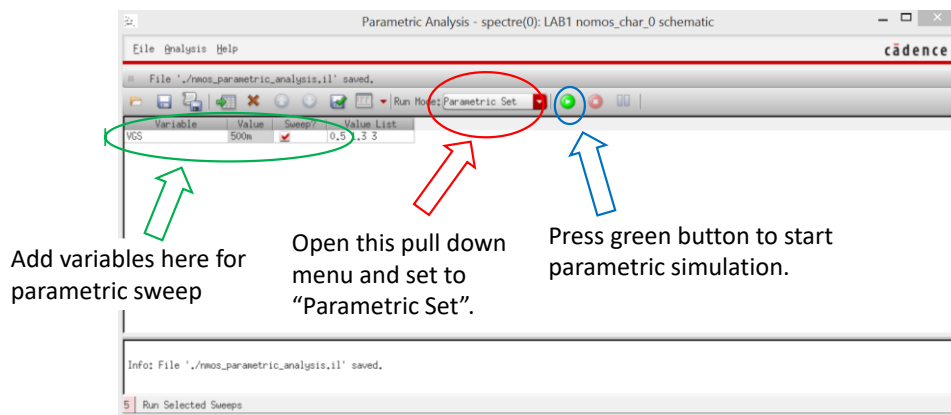 Parametric Analysis - spectre(0): LAB1 nomos_char_0 schematic
File Analysis Help
cādence
File './nmos_parametric_analysis.il' saved.
Run Mode: Parametric Set
Variable Value Sweep? Value List
VGS 500m 0.5 1.3 3
Add variables here for
parametric sweep
Open this pull down
menu and set to
“Parametric Set”.
Press green button to start
parametric simulation.
Info: File './nmos_parametric_analysis.il' saved.
5 Run Selected Sweeps